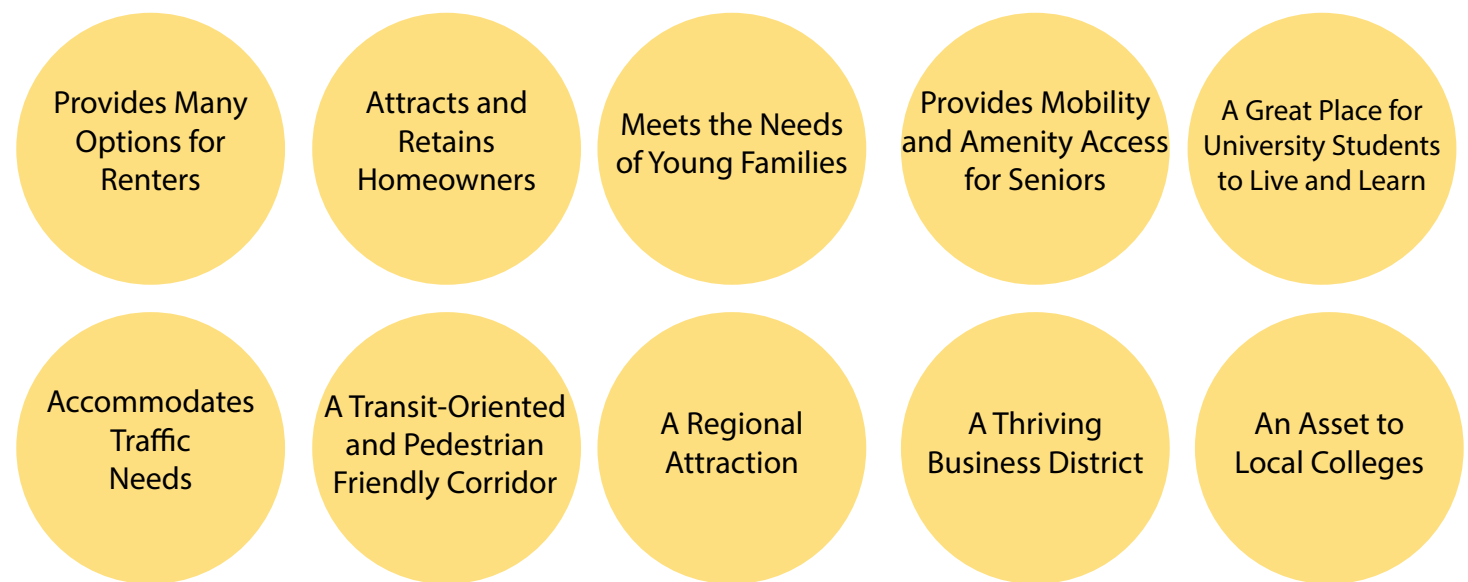 Provides Many
Options for
Renters
Attracts and
Retains
Homeowners
Meets the Needs
of Young Families
Provides Mobility
and Amenity Access
for Seniors
A Great Place for
University Students
to Live and Learn
Accommodates
Traffic
Needs
A Transit-Oriented
and Pedestrian
Friendly Corridor
A Regional
Attraction
A Thriving
Business District
An Asset to
Local Colleges